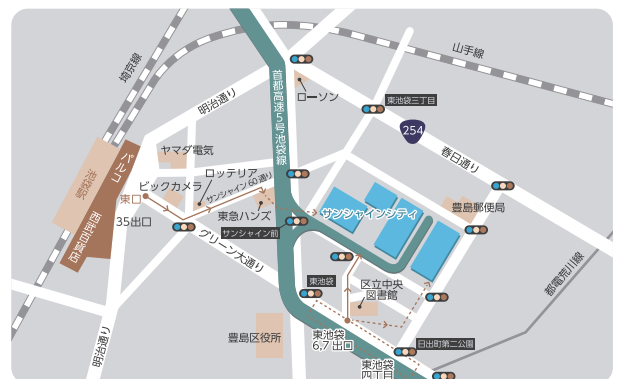 山手線
埼京線
首都高速5号池袋線
ローソン
東池袋三丁目
明治通り
254
春日通り
ヤマダ電気
パルコ
池袋駅
ロッテリア
ビックカメラ
サンシャイン60通り
東口
東急ハンズ
サンシャインシティ
豊島郵便局
35出口
西武百貨店
サンシャイン前
グリーン大通り
都電荒川線
東池袋
区立中央
図書館
豊島区役所
東池袋
6,7出口
日出町第二公園
明治通り
東池袋
四丁目